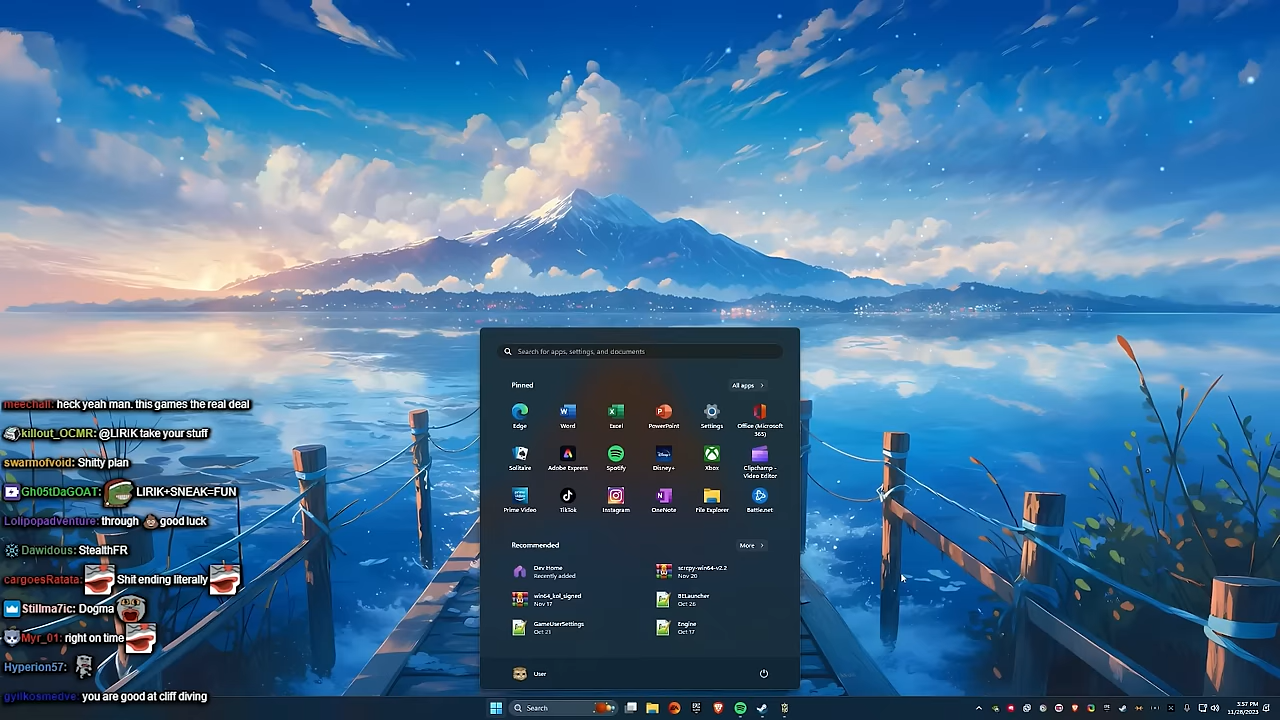 meechall: heck yeah man. this games the real deal
killout_OCMR: @LIRIK take your stuff
swarmofvoid: Shitty plan
Gh05tDaGOAT: LIRIK+SNEAK=FUN
Lolipopadventure: through good luck
Dawidous: StealthFR
cargoesRatata: Shit ending literally
Stillma7ic: Dogma
Myr_01: right on time
Hyperion57:
gyilkosmedve: you are good at cliff diving
Search for apps, settings, and documents
Pinned
All apps >
Edge
Word
Excel
PowerPoint
Settings
Office (Microsoft 365)
Solitaire
Adobe Express
Spotify
Disney+
Xbox
Clipchamp - Video Editor
Prime Video
TikTok
Instagram
OneNote
File Explorer
Battle.net
Recommended
More >
Dev Home
Recently added
scrcpy-win64-v2.2
Nov 20
win64_kol_signed
Nov 17
BELauncher
Oct 26
GameUserSettings
Oct 21
Engine
Oct 17
User
Search
3:57 PM
11/28/2023